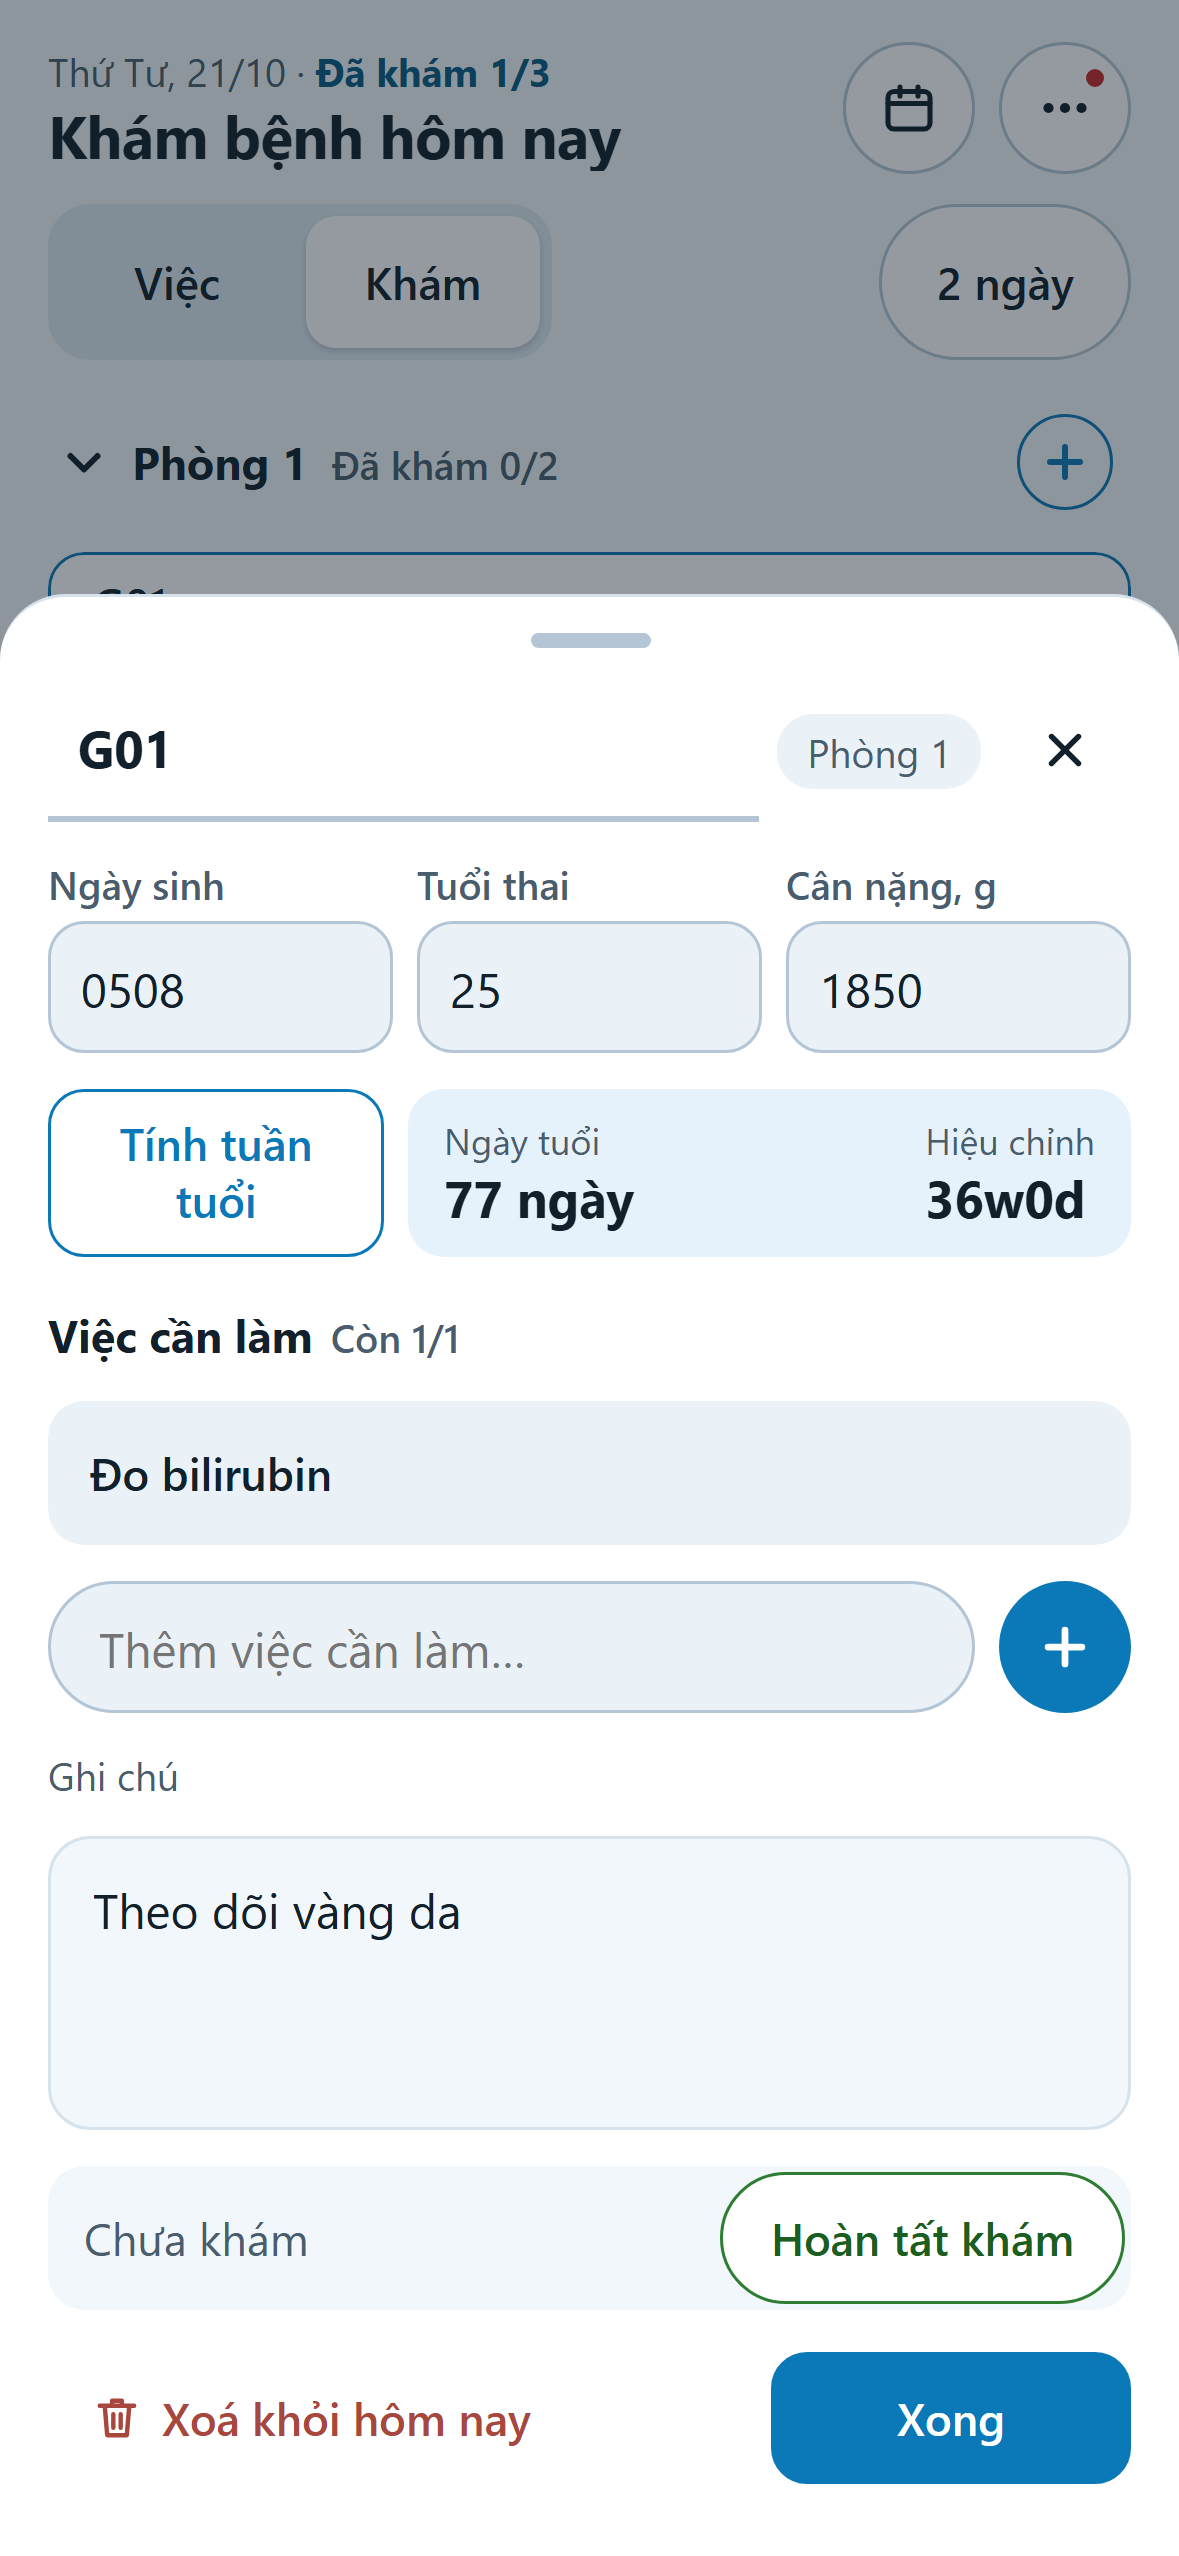 Thứ Tư, 21/10 · Đã khám 1/3
Khám bệnh hôm nay
Việc
Khám
2 ngày
Phòng 1 Đã khám 0/2
G01
Phòng 1
Ngày sinh
Tuổi thai
Cân nặng, g
0508
25
1850
Tính tuần
tuổi
Ngày tuổi
77 ngày
Hiệu chỉnh
36w0d
Việc cần làm Còn 1/1
Đo bilirubin
Thêm việc cần làm...
Ghi chú
Theo dõi vàng da
Chưa khám
Hoàn tất khám
Xoá khỏi hôm nay
Xong